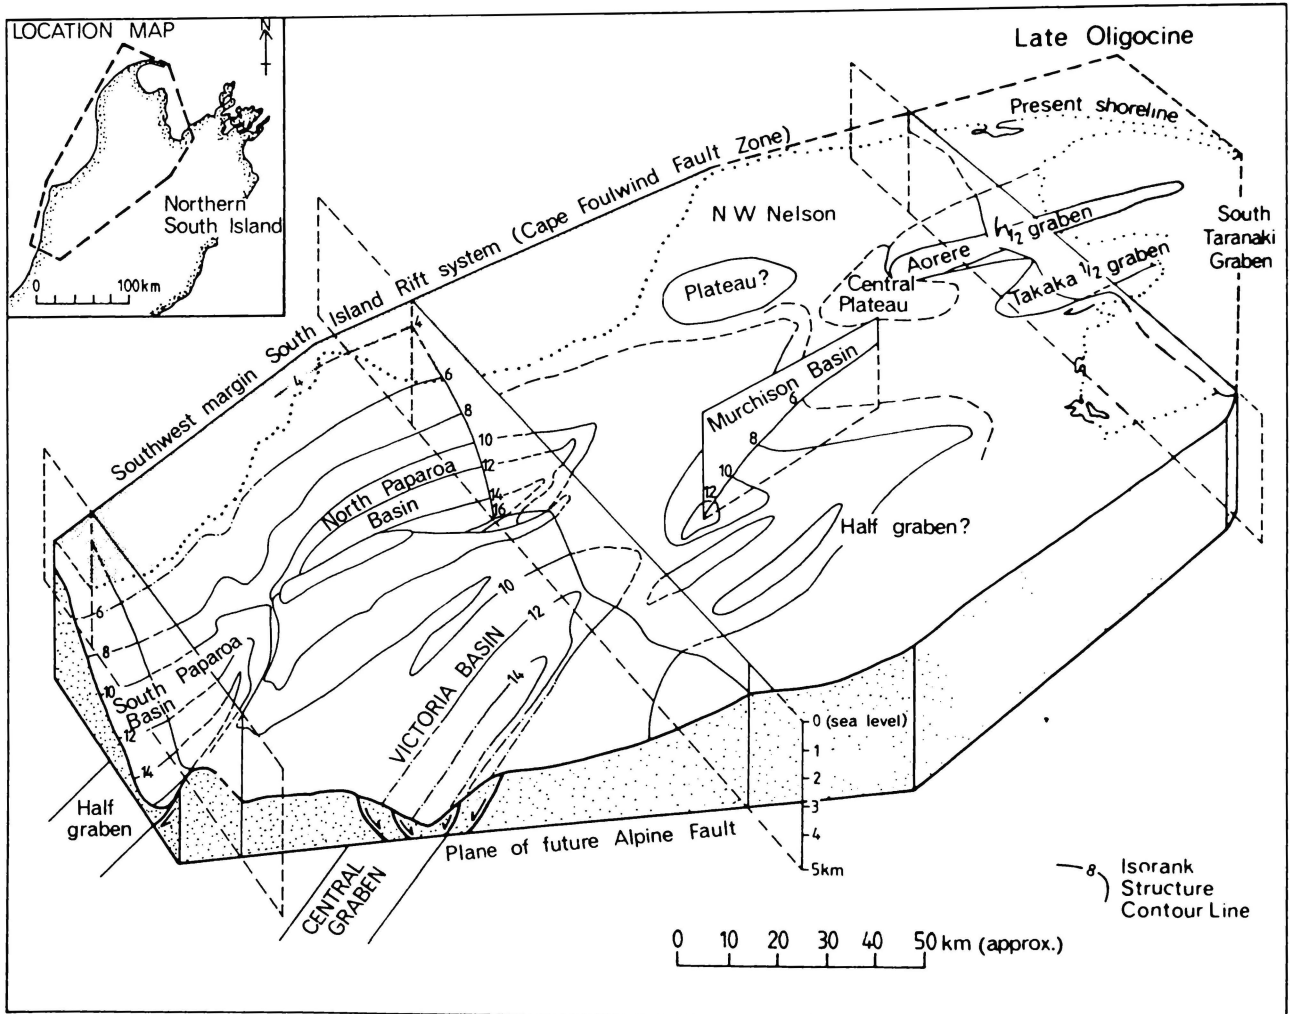 LOCATION MAP
N
Northern
South Island
0 100km
Late Oligocine
Present shoreline
Southwest margin South Island Rift system (Cape Foulwind Fault Zone)
N W Nelson
South
Taranaki
Graben
Aorere 1/2 graben
Takaka 1/2 graben
Plateau?
Central
Plateau
Murchison Basin
6
8
10
12
4
4
6
8
10
12
14
16
North Paparoa
Basin
Half graben?
10
12
14
VICTORIA BASIN
6
8
10
12
14
South Paparoa
Basin
Half
graben
CENTRAL
GRABEN
Plane of future Alpine Fault
0 (sea level)
1
2
3
4
5km
8
Isorank
Structure
Contour Line
0 10 20 30 40 50 km (approx.)